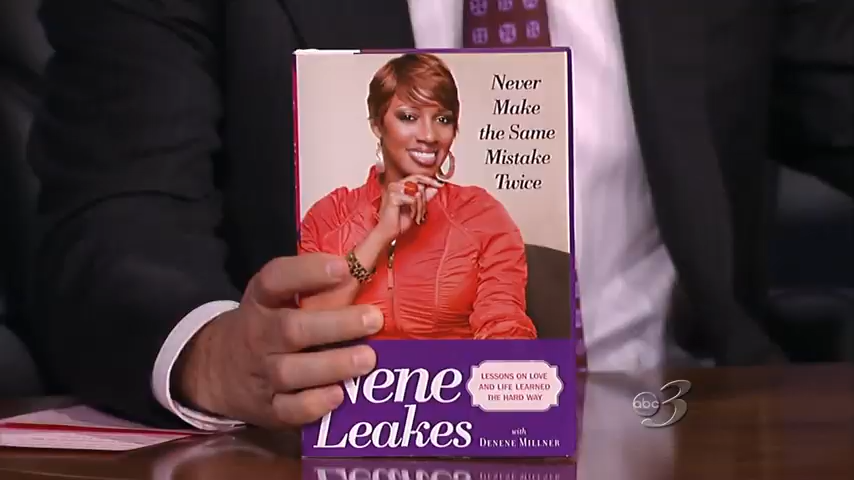 Never
Make
the Same
Mistake
Twice
Nene
Leakes
LESSONS ON LOVE
AND LIFE LEARNED
THE HARD WAY
with
DENENE MILLNER
abc 3